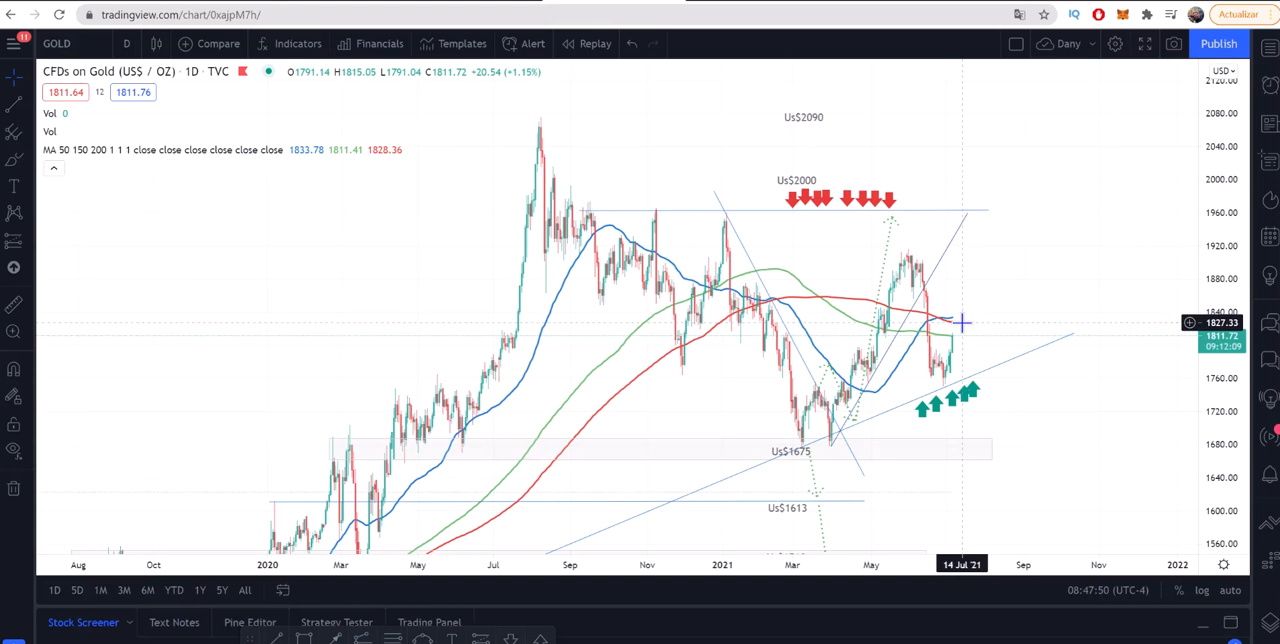 tradingview.com/chart/0xajpM7h/
IQ
Actualizar
11
GOLD
D
Compare
Indicators
Financials
Templates
Alert
Replay
Dany
Publish
CFDs on Gold (US$ / OZ) · 1D · TVC
O1791.14 H1815.05 L1791.04 C1811.72 +20.54 (+1.15%)
1811.64
12
1811.76
Vol 0
Vol
MA 50 150 200 1 1 1 close close close close close close 1833.78 1811.41 1828.36
USD
2120.00
2080.00
2040.00
2000.00
1960.00
1920.00
1880.00
1840.00
1827.33
1811.72
09:12:09
1760.00
1720.00
1680.00
1640.00
1600.00
1560.00
Us$2090
Us$2000
Us$1675
Us$1613
Aug
Oct
2020
Mar
May
Jul
Sep
Nov
2021
Mar
May
14 Jul '21
Sep
Nov
2022
1D
5D
1M
3M
6M
YTD
1Y
5Y
All
08:47:50 (UTC-4)
%
log
auto
Stock Screener
Text Notes
Pine Editor
Strategy Tester
Trading Panel